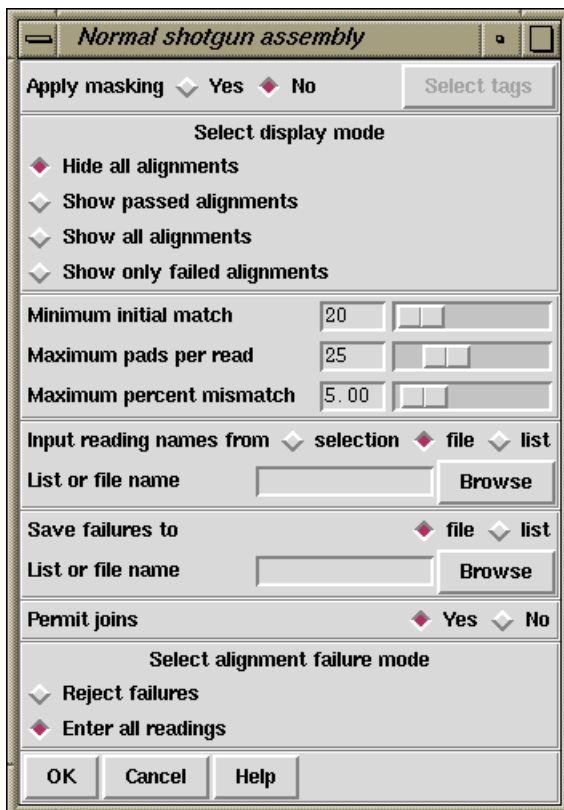 Normal shotgun assembly
Apply masking Yes No Select tags
Select display mode
Hide all alignments
Show passed alignments
Show all alignments
Show only failed alignments
Minimum initial match 20
Maximum pads per read 25
Maximum percent mismatch 5.00
Input reading names from selection file list
List or file name Browse
Save failures to file list
List or file name Browse
Permit joins Yes No
Select alignment failure mode
Reject failures
Enter all readings
OK Cancel Help